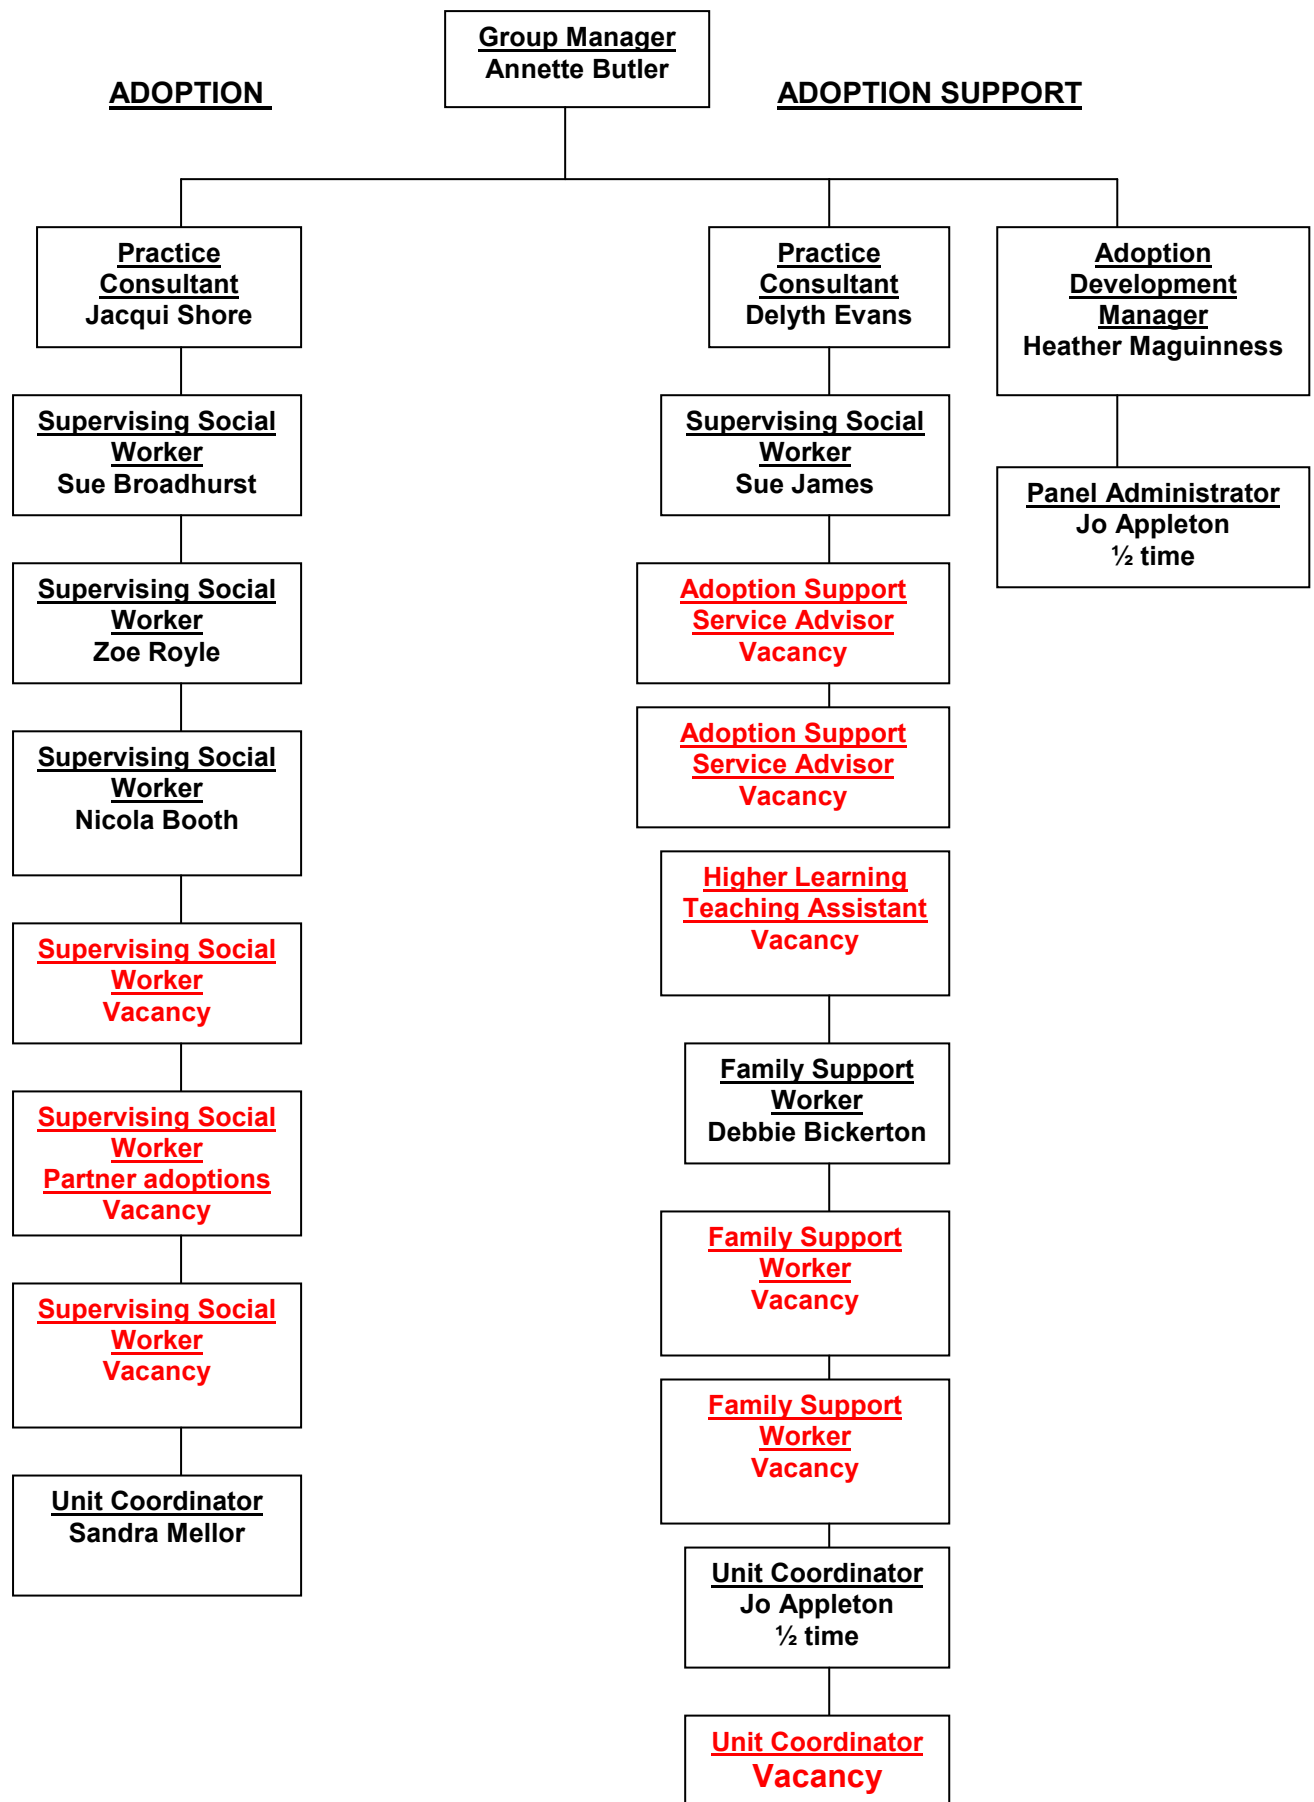 Group Manager
Annette Butler
ADOPTION
ADOPTION SUPPORT
Practice
Consultant
Jacqui Shore
Supervising Social
Worker
Sue Broadhurst
Supervising Social
Worker
Zoe Royle
Supervising Social
Worker
Nicola Booth
Supervising Social
Worker
Vacancy
Supervising Social
Worker
Partner adoptions
Vacancy
Supervising Social
Worker
Vacancy
Unit Coordinator
Sandra Mellor
Practice
Consultant
Delyth Evans
Supervising Social
Worker
Sue James
Adoption Support
Service Advisor
Vacancy
Adoption Support
Service Advisor
Vacancy
Higher Learning
Teaching Assistant
Vacancy
Family Support
Worker
Debbie Bickerton
Family Support
Worker
Vacancy
Family Support
Worker
Vacancy
Unit Coordinator
Jo Appleton
½ time
Unit Coordinator
Vacancy
Adoption
Development
Manager
Heather Maguinness
Panel Administrator
Jo Appleton
½ time